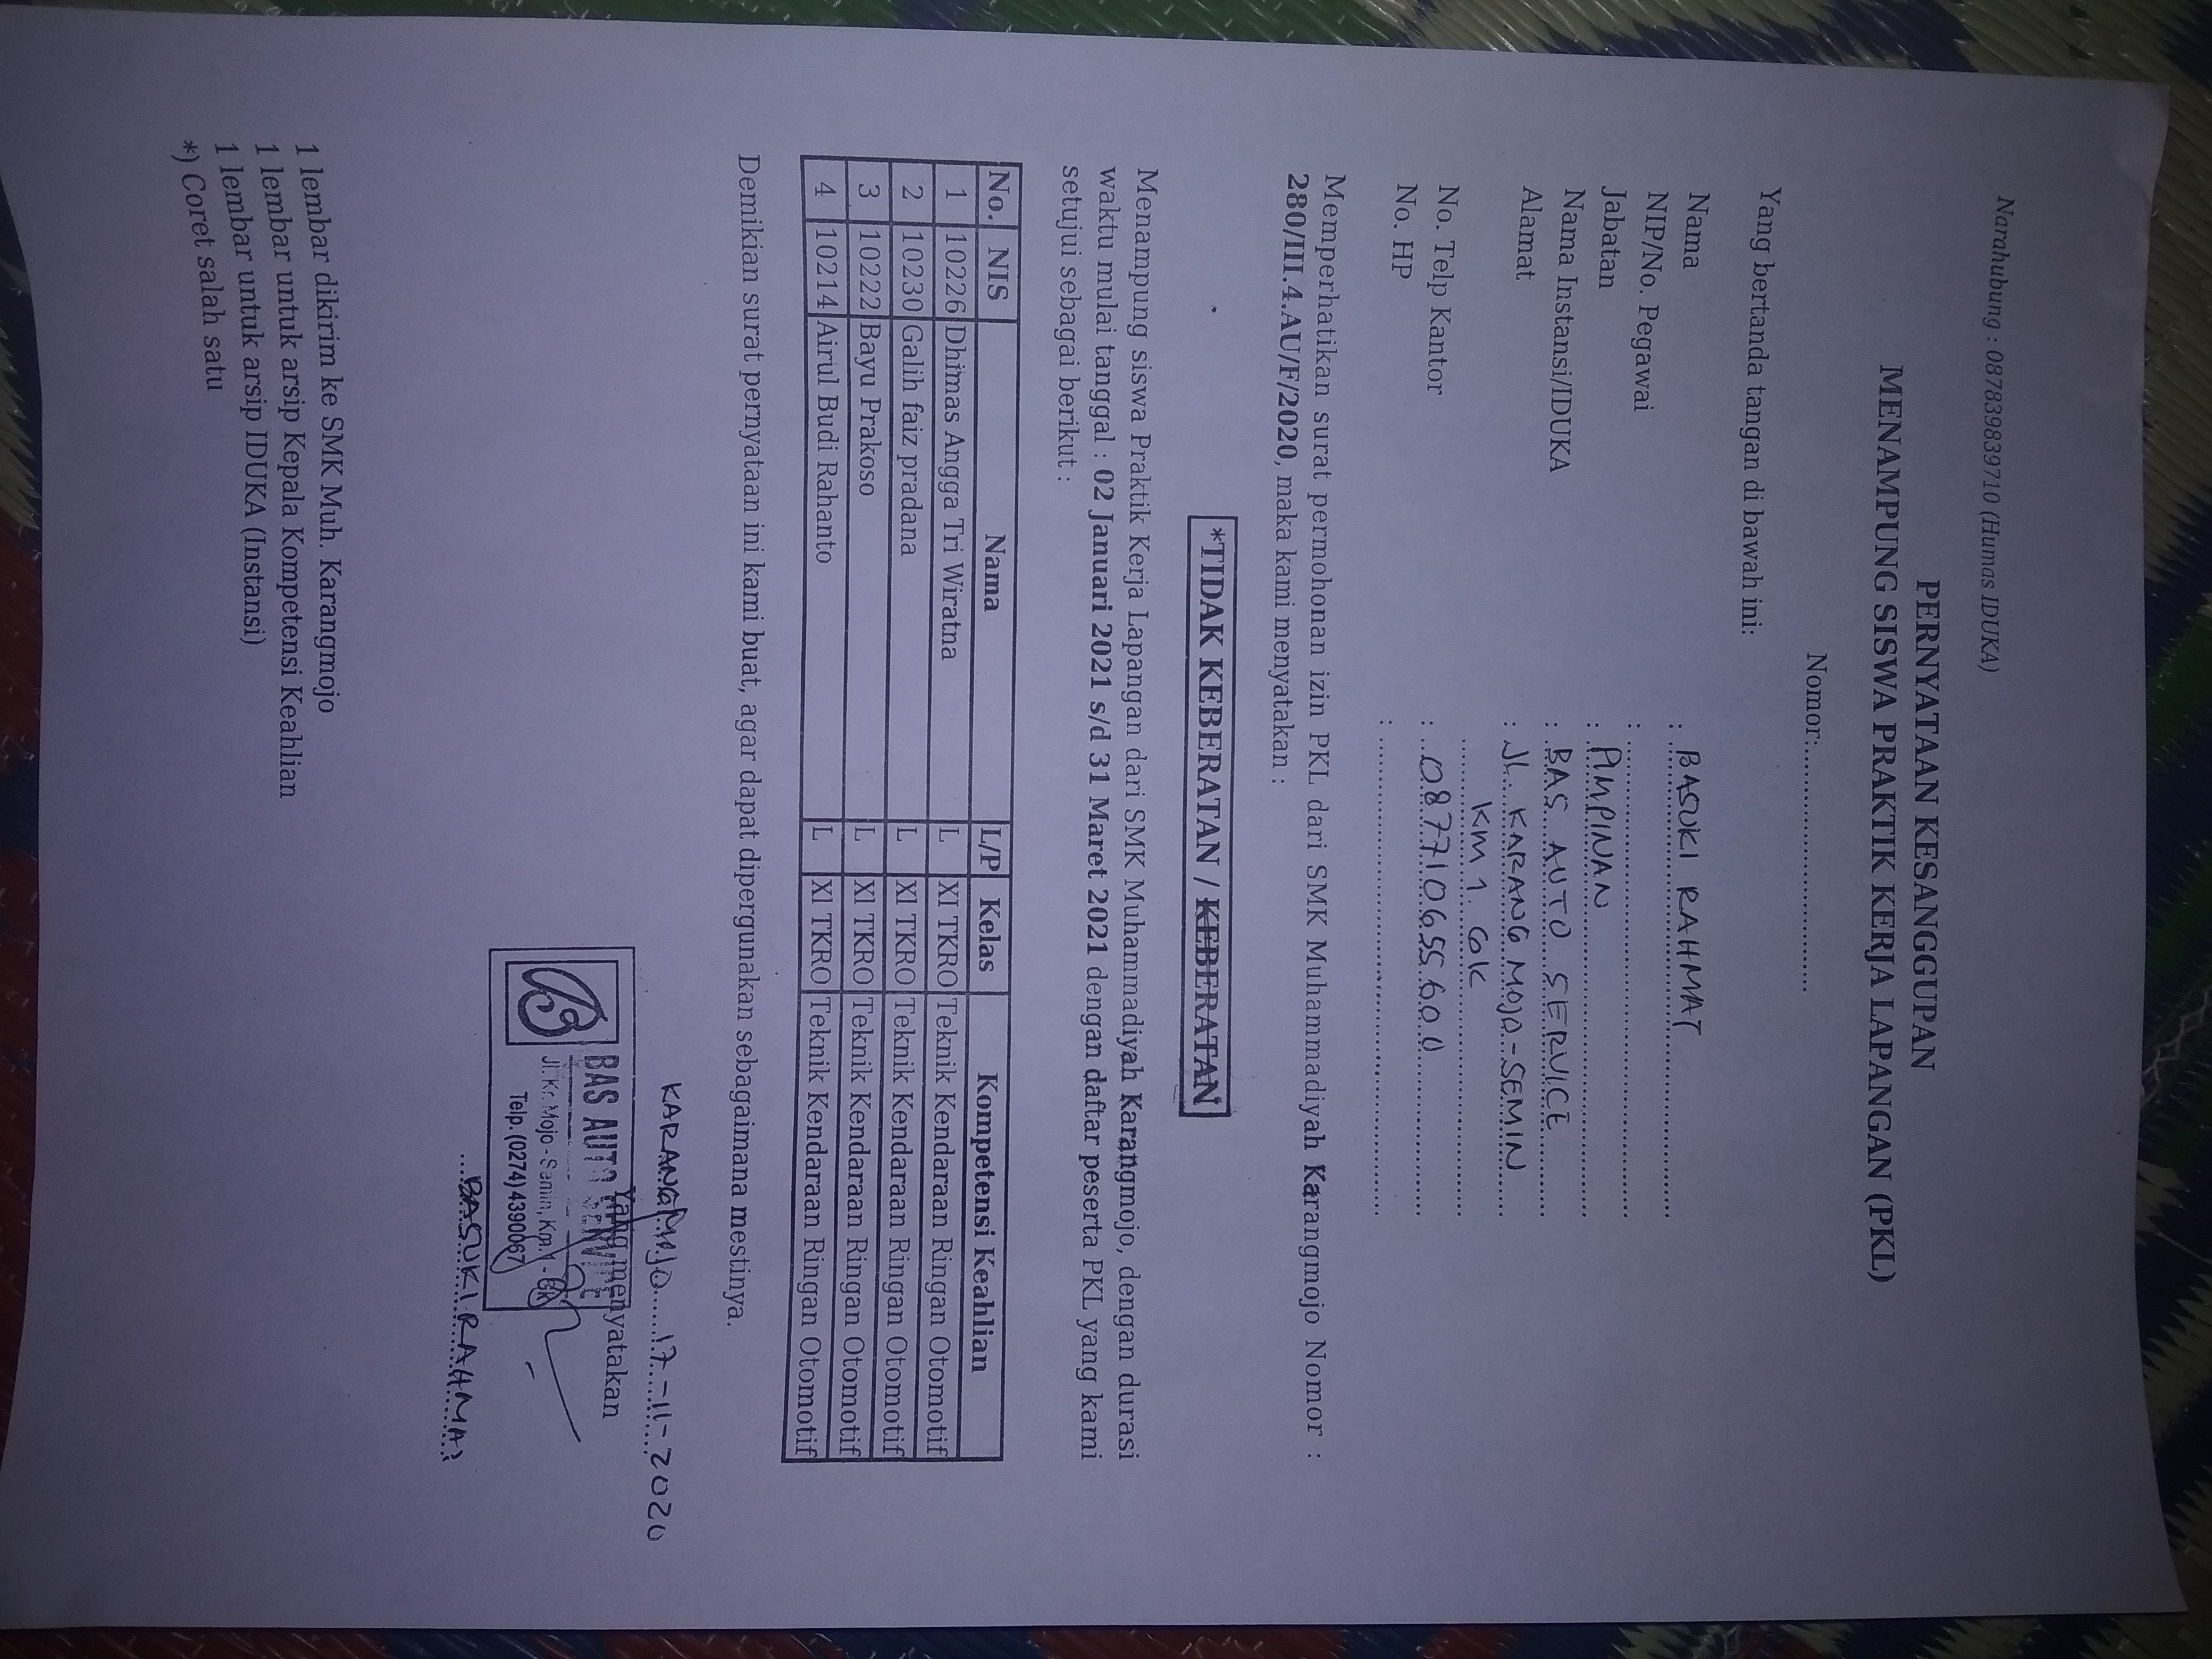 Narahubung : 087839839710 (Humas IDUKA)
PERNYATAAN KESANGGUPAN
MENAMPUNG SISWA PRAKTIK KERJA LAPANGAN (PKL)
Nomor:..............................
Yang bertanda tangan di bawah ini:
Nama : BASUKI RAHMAT
NIP/No. Pegawai :
Jabatan : PIMPINAN
Nama Instansi/IDUKA : BAS AUTO SERVICE
Alamat : JL. KARANG MOJO-SEMIN
KM 1. GK
No. Telp Kantor : 087710655600
No. HP :
Memperhatikan surat permohonan izin PKL dari SMK Muhammadiyah Karangmojo Nomor :
280/III.4.AU/F/2020, maka kami menyatakan :
*TIDAK KEBERATAN / KEBERATAN
Menampung siswa Praktik Kerja Lapangan dari SMK Muhammadiyah Karangmojo, dengan durasi
waktu mulai tanggal : 02 Januari 2021 s/d 31 Maret 2021 dengan daftar peserta PKL yang kami
setujui sebagai berikut :
No. NIS Nama L/P Kelas Kompetensi Keahlian
1 10226 Dhimas Angga Tri Wiratna L XI TKRO Teknik Kendaraan Ringan Otomotif
2 10230 Galih faiz pradana L XI TKRO Teknik Kendaraan Ringan Otomotif
3 10222 Bayu Prakoso L XI TKRO Teknik Kendaraan Ringan Otomotif
4 10214 Airul Budi Rahanto L XI TKRO Teknik Kendaraan Ringan Otomotif
Demikian surat pernyataan ini kami buat, agar dapat dipergunakan sebagaimana mestinya.
KARANGMOJO 17-11-2020
Yang menyatakan
BAS AUTO SERVICE
Jl. Kr. Mojo - Semin, Km. 1 - GK
Telp. (0274) 4390067
BASUKI RAHMAT
1 lembar dikirim ke SMK Muh. Karangmojo
1 lembar untuk arsip Kepala Kompetensi Keahlian
1 lembar untuk arsip IDUKA (Instansi)
*) Coret salah satu